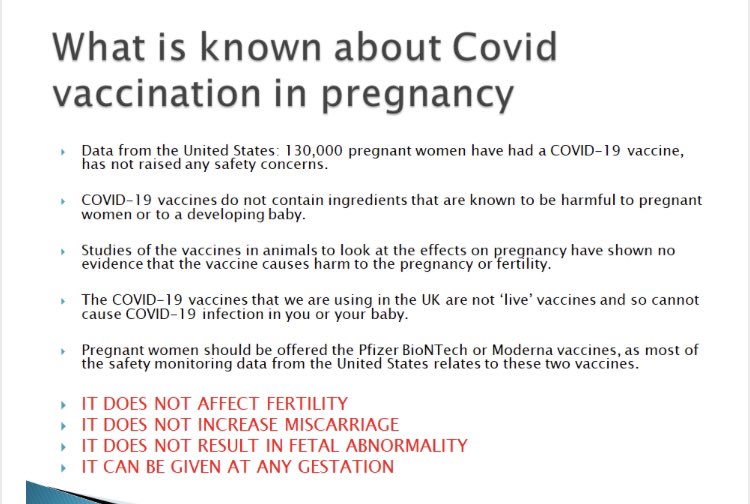 What is known about Covid
vaccination in pregnancy
Data from the United States: 130,000 pregnant women have had a COVID-19 vaccine,
has not raised any safety concerns.
COVID-19 vaccines do not contain ingredients that are known to be harmful to pregnant
women or to a developing baby.
Studies of the vaccines in animals to look at the effects on pregnancy have shown no
evidence that the vaccine causes harm to the pregnancy or fertility.
The COVID-19 vaccines that we are using in the UK are not 'live' vaccines and so cannot
cause COVID-19 infection in you or your baby.
Pregnant women should be offered the Pfizer BioNTech or Moderna vaccines, as most of
the safety monitoring data from the United States relates to these two vaccines.
IT DOES NOT AFFECT FERTILITY
IT DOES NOT INCREASE MISCARRIAGE
IT DOES NOT RESULT IN FETAL ABNORMALITY
IT CAN BE GIVEN AT ANY GESTATION